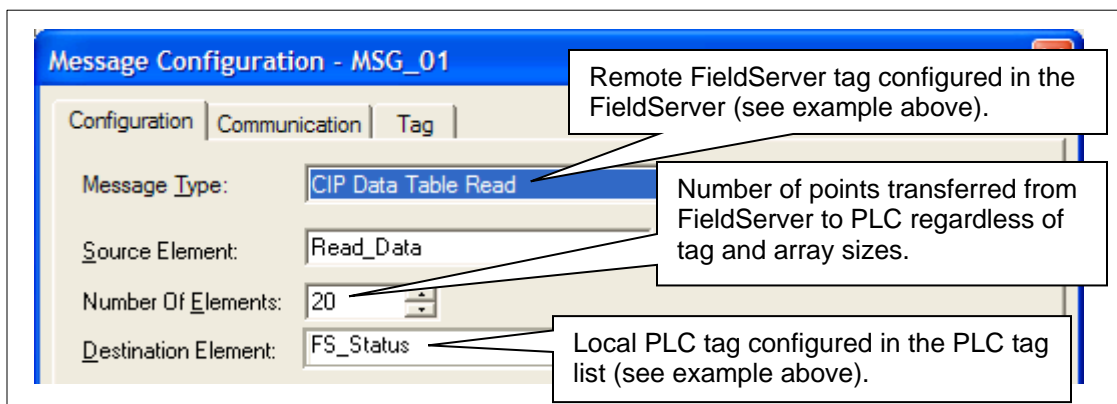 Message Configuration - MSG_01
Remote FieldServer tag configured in the
FieldServer (see example above).
Configuration
Communication
Tag
Message Type:
CIP Data Table Read
Number of points transferred from
FieldServer to PLC regardless of
tag and array sizes.
Source Element:
Read_Data
Number Of Elements:
20
Destination Element:
FS_Status
Local PLC tag configured in the PLC tag
list (see example above).